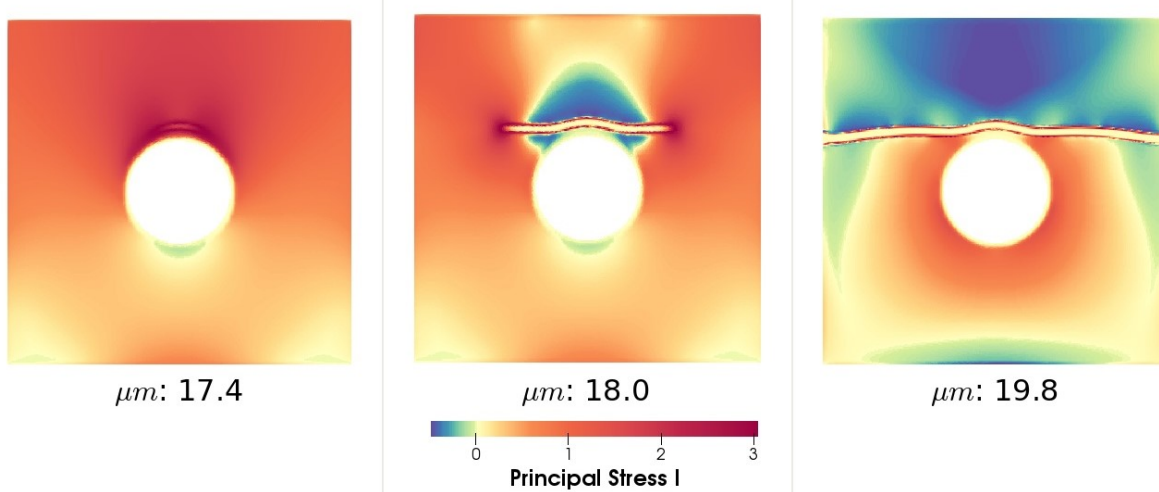 μm: 17.4
μm: 18.0
μm: 19.8
0 1 2 3
Principal Stress I